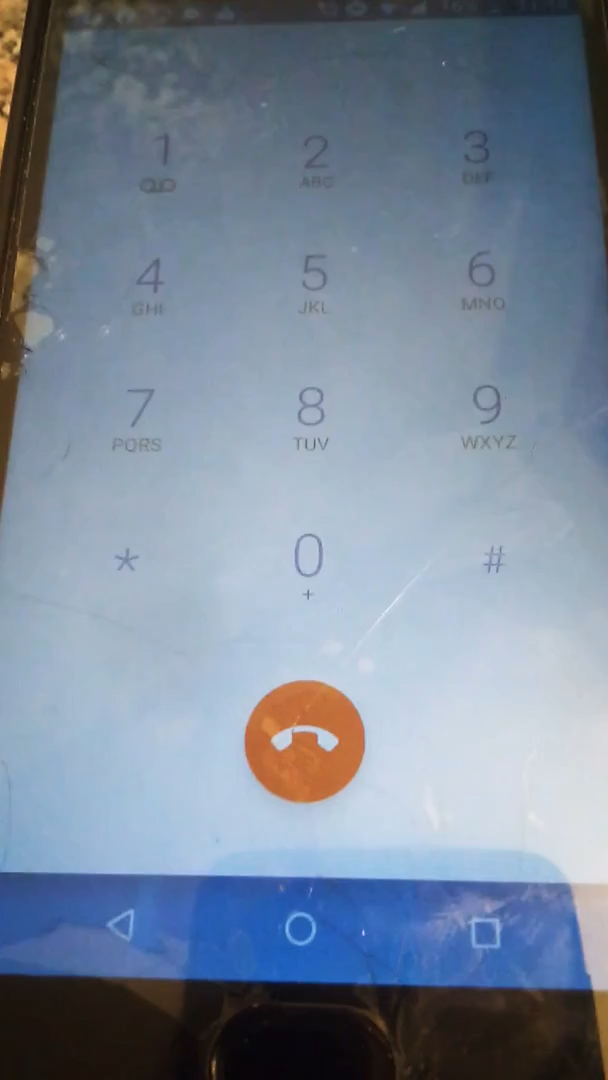 1 2 3
ABC DEF
4 5 6
GHI JKL MNO
7 8 9
PQRS TUV WXYZ
* 0 #
+